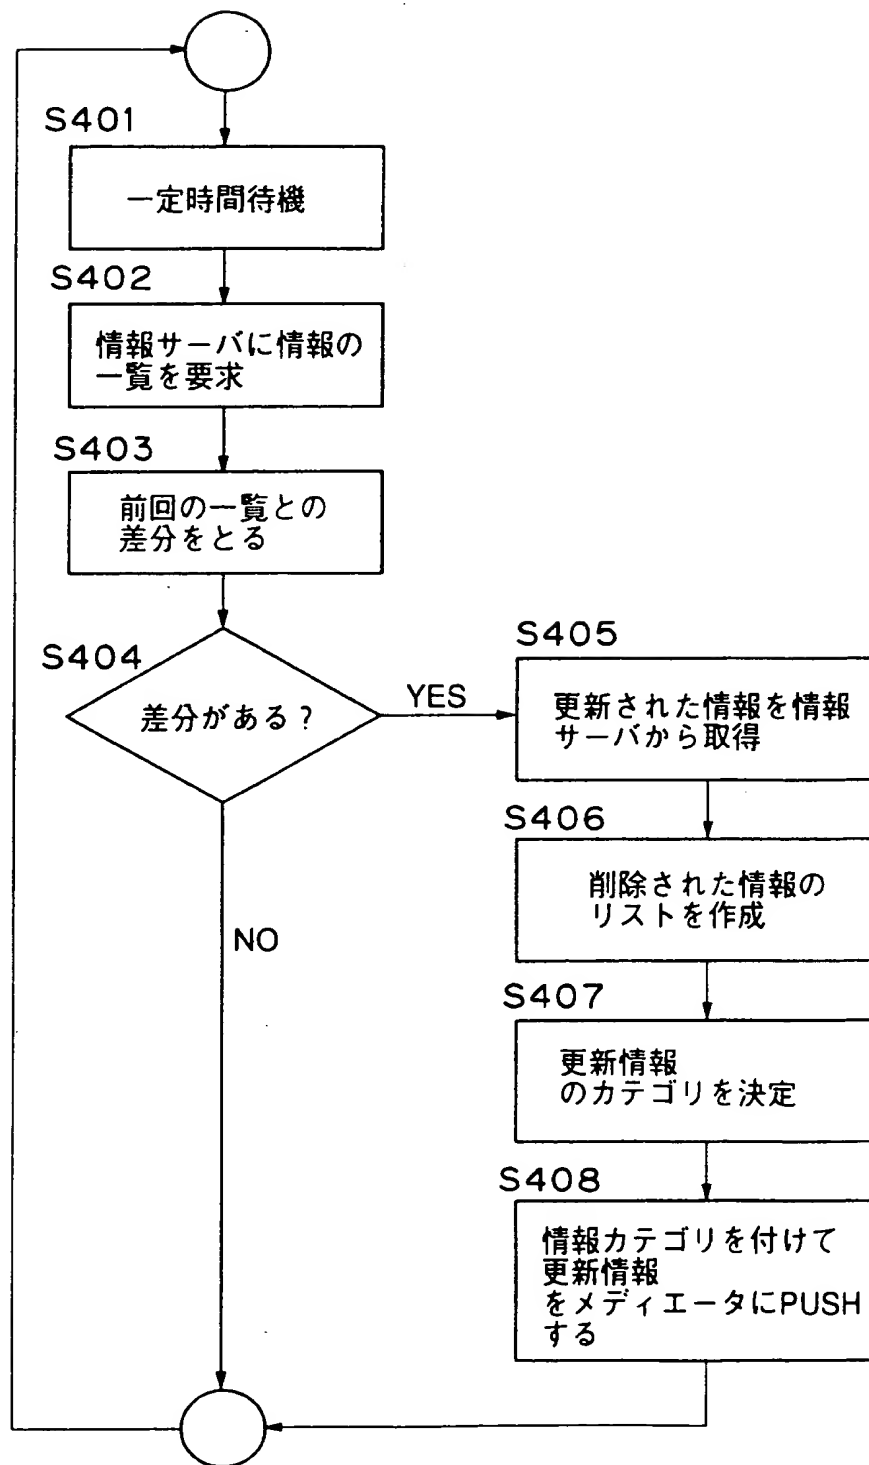 S401
一定時間待機
S402
情報サーバに情報の
一覧を要求
S403
前回の一覧との
差分をとる
S404
差分がある?
YES
NO
S405
更新された情報を情報
サーバから取得
S406
削除された情報の
リストを作成
S407
更新情報
のカテゴリを決定
S408
情報カテゴリを付けて
更新情報
をメディエータにPUSH
する